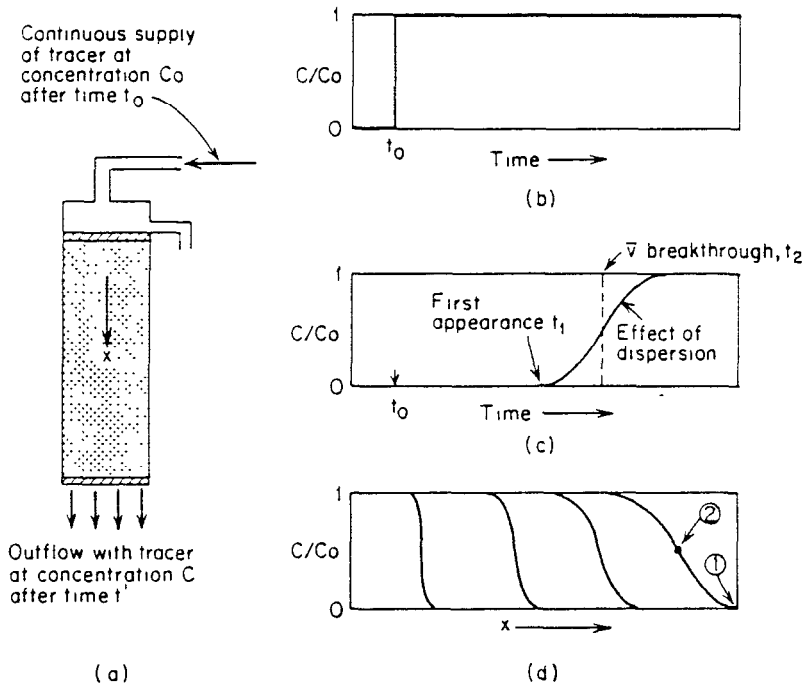 Continuous supply
of tracer at
concentration Co
after time to
(a)
x
Outflow with tracer
at concentration C
after time t'
C/Co
1
0
to
Time
(b)
C/Co
1
0
First
appearance t1
v̄ breakthrough, t2
Effect of
dispersion
to
Time
(c)
C/Co
1
0
2
1
x
(d)